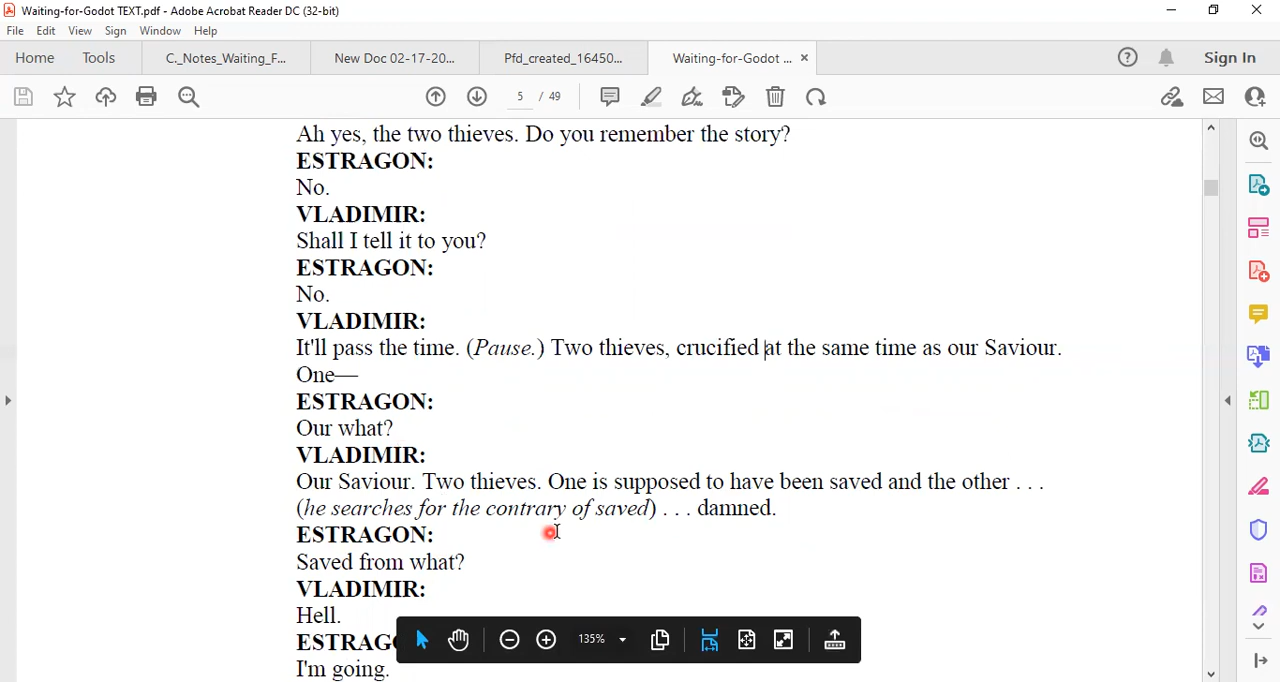 Waiting-for-Godot TEXT.pdf - Adobe Acrobat Reader DC (32-bit)
File Edit View Sign Window Help
Home Tools C._Notes_Waiting_F... New Doc 02-17-20... Pfd_created_16450... Waiting-for-Godot ... × Sign In
5 / 49
Ah yes, the two thieves. Do you remember the story?
ESTRAGON:
No.
VLADIMIR:
Shall I tell it to you?
ESTRAGON:
No.
VLADIMIR:
It'll pass the time. (Pause.) Two thieves, crucified at the same time as our Saviour.
One—
ESTRAGON:
Our what?
VLADIMIR:
Our Saviour. Two thieves. One is supposed to have been saved and the other . . .
(he searches for the contrary of saved) . . . damned.
ESTRAGON:
Saved from what?
VLADIMIR:
Hell.
ESTRAG
I'm going.
135%